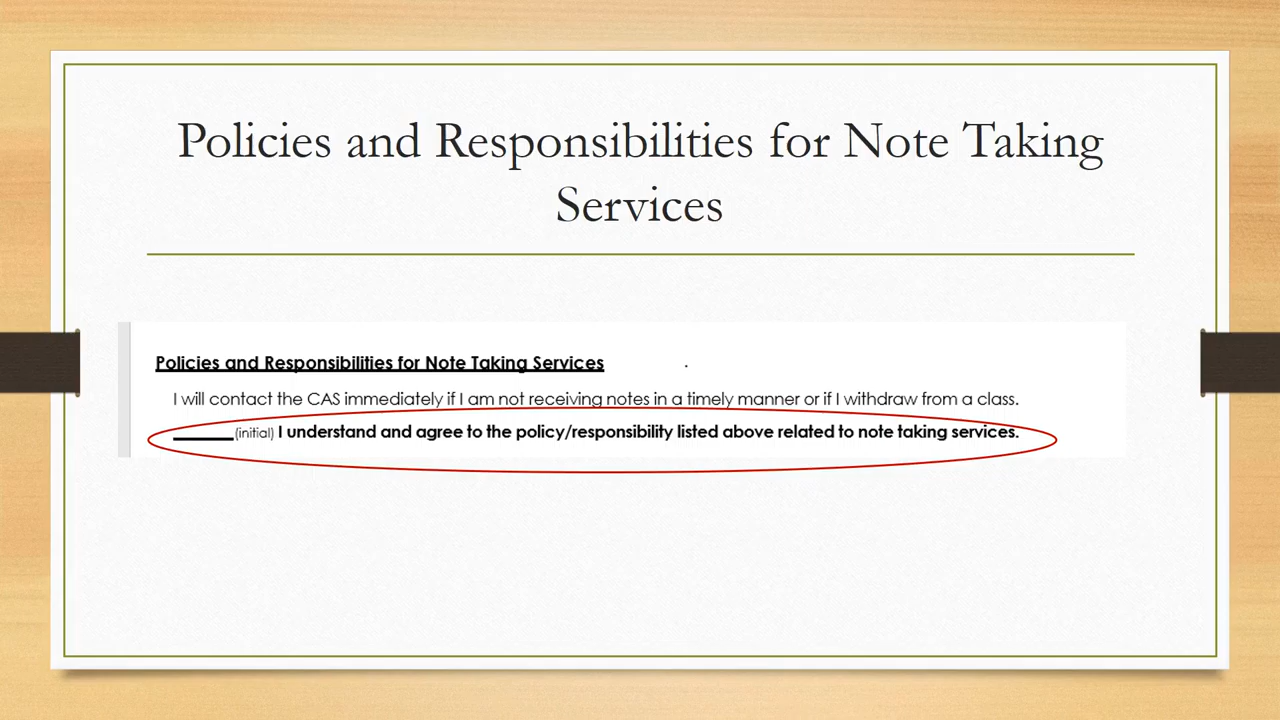 Policies and Responsibilities for Note Taking
Services
Policies and Responsibilities for Note Taking Services
I will contact the CAS immediately if I am not receiving notes in a timely manner or if I withdraw from a class.
______(initial) I understand and agree to the policy/responsibility listed above related to note taking services.